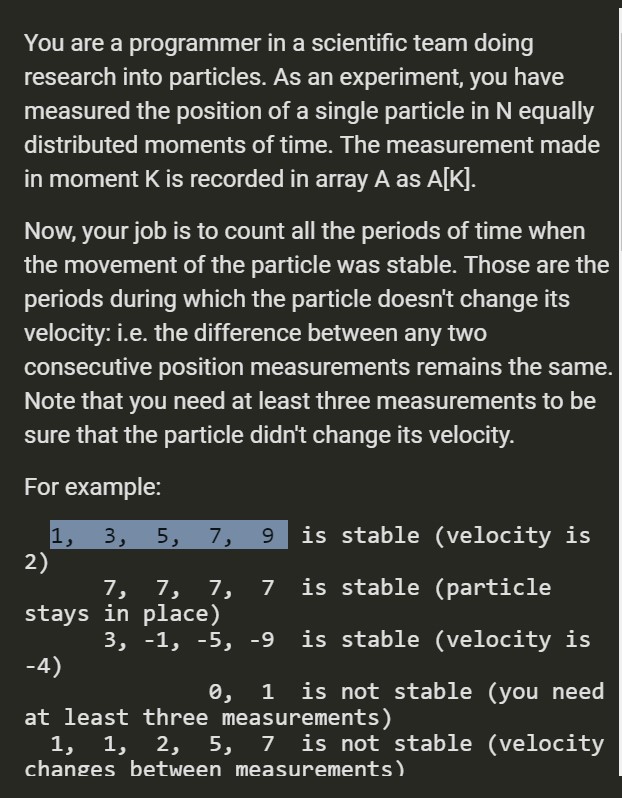 You are a programmer in a scientific team doing
research into particles. As an experiment, you have
measured the position of a single particle in N equally
distributed moments of time. The measurement made
in moment K is recorded in array A as A[K].
Now, your job is to count all the periods of time when
the movement of the particle was stable. Those are the
periods during which the particle doesn't change its
velocity: i.e. the difference between any two
consecutive position measurements remains the same.
Note that you need at least three measurements to be
sure that the particle didn't change its velocity.
For example:
1, 3, 5, 7, 9 is stable (velocity is
2)
7, 7, 7, 7 is stable (particle
stays in place)
3, -1, -5, -9 is stable (velocity is
-4)
0, 1 is not stable (you need
at least three measurements)
1, 1, 2, 5, 7 is not stable (velocity
changes between measurements)